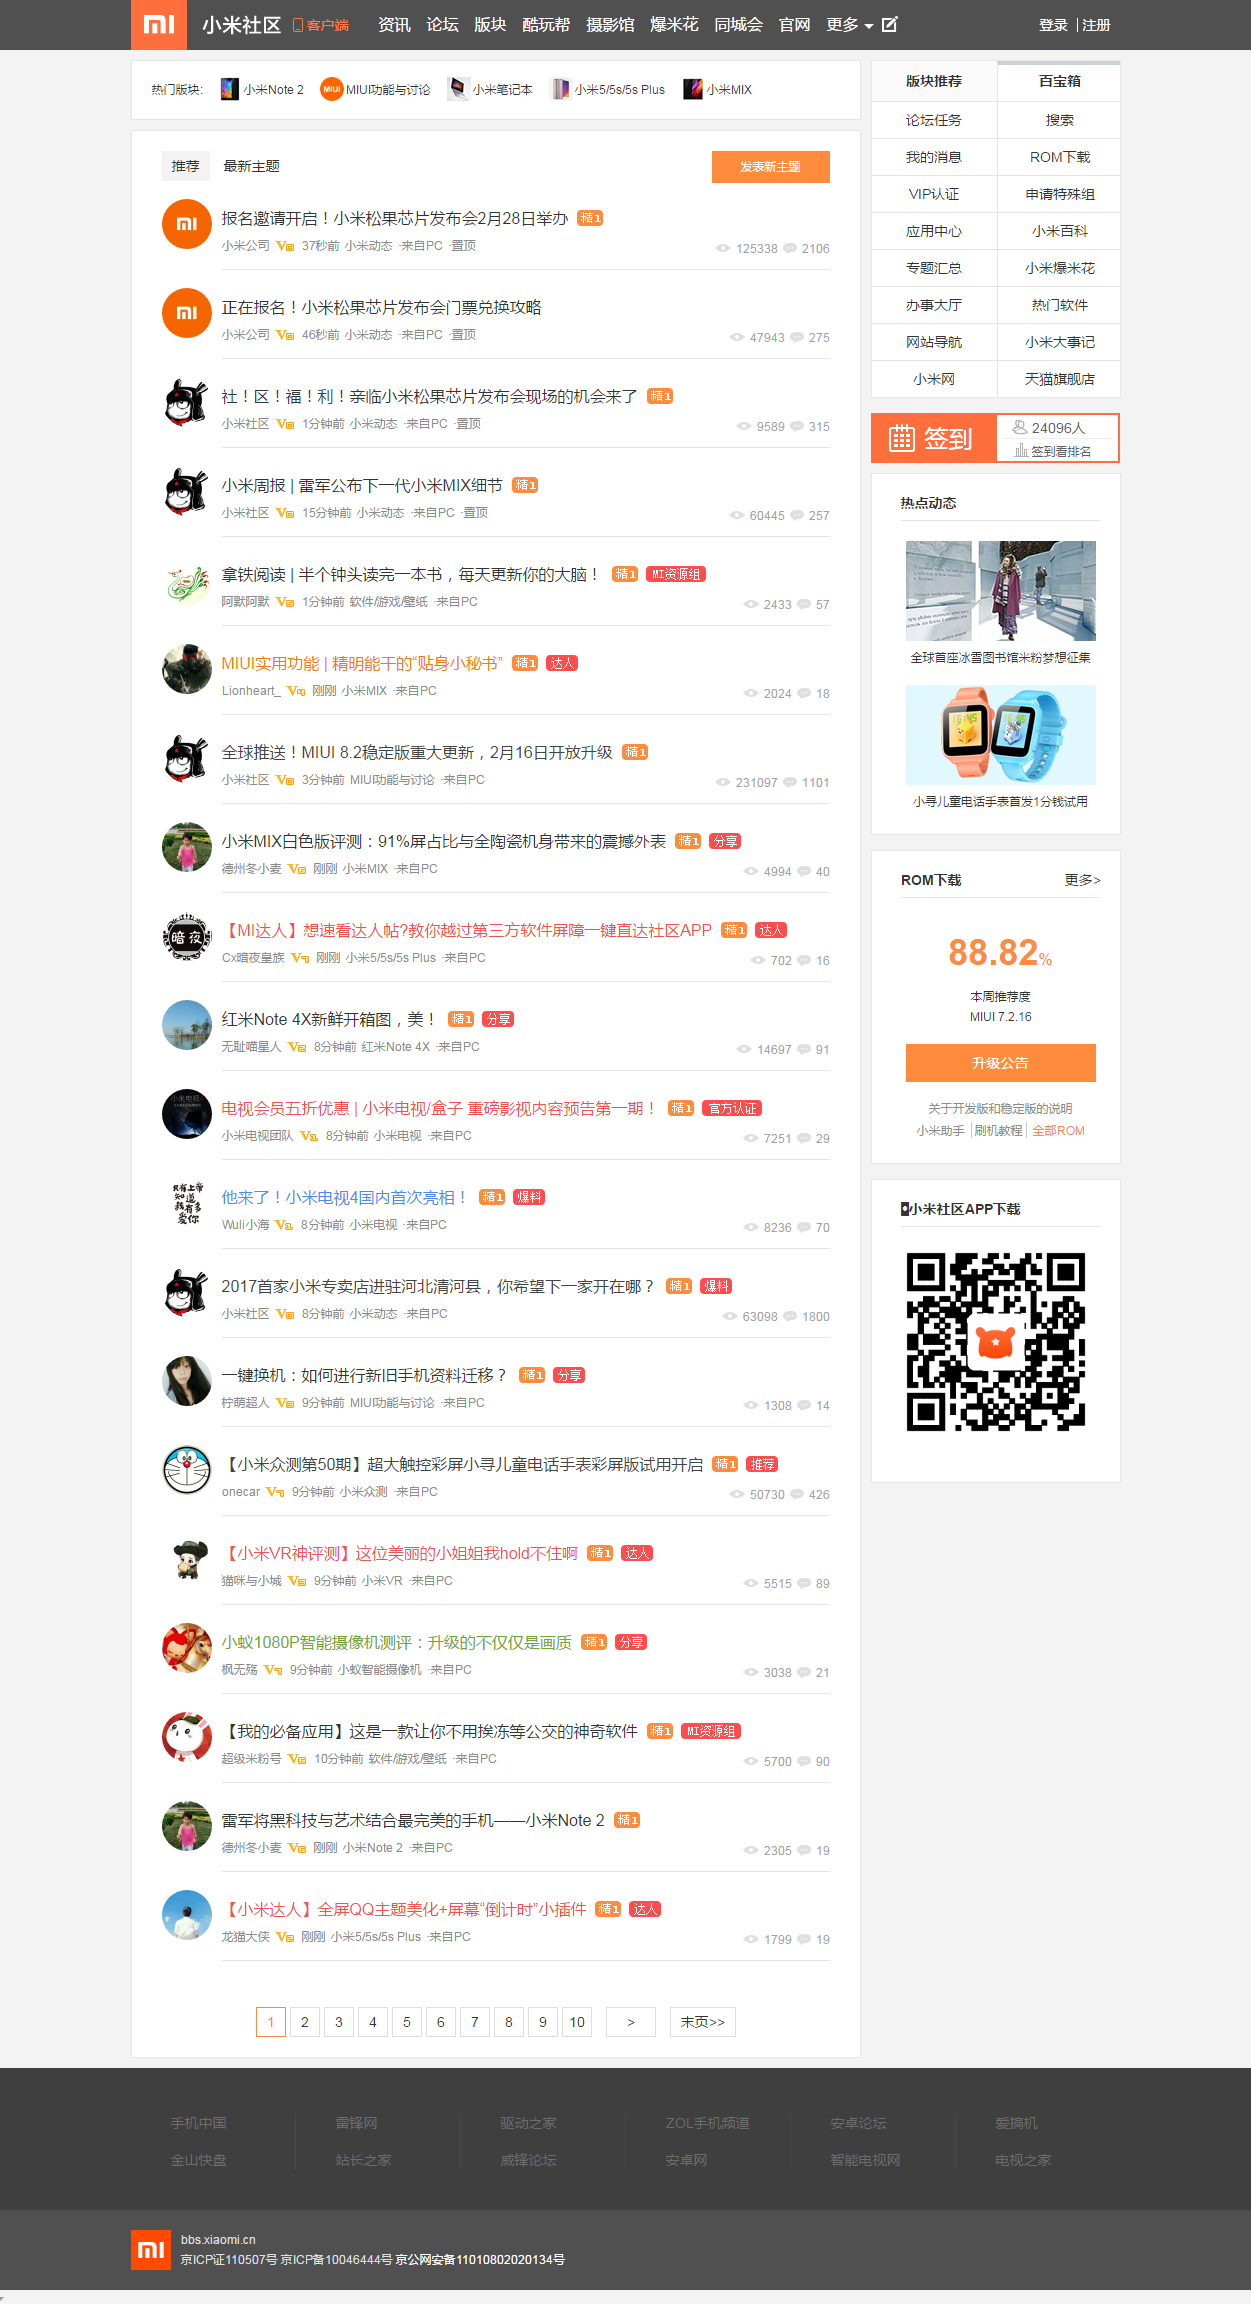 小米社区 客户端 资讯 论坛 版块 酷玩帮 摄影馆 爆米花 同城会 官网 更多 登录 | 注册
热门版块: 小米Note 2 MIUI功能与讨论 小米笔记本 小米5/5s/5s Plus 小米MIX
推荐 最新主题 发表新主题
报名邀请开启！小米松果芯片发布会2月28日举办 精1
小米公司 37秒前 小米动态 ·来自PC ·置顶 125338 2106
正在报名！小米松果芯片发布会门票兑换攻略
小米公司 46秒前 小米动态 ·来自PC ·置顶 47943 275
社！区！福！利！亲临小米松果芯片发布会现场的机会来了 精1
小米社区 1分钟前 小米动态 ·来自PC ·置顶 9589 315
小米周报 | 雷军公布下一代小米MIX细节 精1
小米社区 15分钟前 小米动态 ·来自PC ·置顶 60445 257
拿铁阅读 | 半个钟头读完一本书，每天更新你的大脑！ 精1 MI资源组
阿默阿默 1分钟前 软件/游戏/壁纸 ·来自PC 2433 57
MIUI实用功能 | 精明能干的“贴身小秘书” 精1 达人
Lionheart_ 刚刚 小米MIX ·来自PC 2024 18
全球推送！MIUI 8.2稳定版重大更新，2月16日开放升级 精1
小米社区 3分钟前 MIUI功能与讨论 ·来自PC 231097 1101
小米MIX白色版评测：91%屏占比与全陶瓷机身带来的震撼外表 精1 分享
德州冬小麦 刚刚 小米MIX ·来自PC 4994 40
【MI达人】想速看达人帖?教你越过第三方软件屏障一键直达社区APP 精1 达人
Cx暗夜皇族 刚刚 小米5/5s/5s Plus ·来自PC 702 16
红米Note 4X新鲜开箱图，美！ 精1 分享
无耻喵星人 8分钟前 红米Note 4X ·来自PC 14697 91
电视会员五折优惠 | 小米电视/盒子 重磅影视内容预告第一期！ 精1 官方认证
小米电视团队 8分钟前 小米电视 ·来自PC 7251 29
他来了！小米电视4国内首次亮相！ 精1 爆料
Wuli小海 8分钟前 小米电视 ·来自PC 8236 70
2017首家小米专卖店进驻河北清河县，你希望下一家开在哪？ 精1 爆料
小米社区 8分钟前 小米动态 ·来自PC 63098 1800
一键换机：如何进行新旧手机资料迁移？ 精1 分享
柠萌超人 9分钟前 MIUI功能与讨论 ·来自PC 1308 14
【小米众测第50期】超大触控彩屏小寻儿童电话手表彩屏版试用开启 精1 推荐
onecar 9分钟前 小米众测 ·来自PC 50730 426
【小米VR神评测】这位美丽的小姐姐我hold不住啊 精1 达人
猫咪与小城 9分钟前 小米VR ·来自PC 5515 89
小蚁1080P智能摄像机测评：升级的不仅仅是画质 精1 分享
枫无殇 9分钟前 小蚁智能摄像机 ·来自PC 3038 21
【我的必备应用】这是一款让你不用挨冻等公交的神奇软件 精1 MI资源组
超级米粉号 10分钟前 软件/游戏/壁纸 ·来自PC 5700 90
雷军将黑科技与艺术结合最完美的手机——小米Note 2 精1
德州冬小麦 刚刚 小米Note 2 ·来自PC 2305 19
【小米达人】全屏QQ主题美化+屏幕“倒计时”小插件 精1 达人
龙猫大侠 刚刚 小米5/5s/5s Plus ·来自PC 1799 19
1 2 3 4 5 6 7 8 9 10 > 末页>>
版块推荐 百宝箱
论坛任务 搜索
我的消息 ROM下载
VIP认证 申请特殊组
应用中心 小米百科
专题汇总 小米爆米花
办事大厅 热门软件
网站导航 小米大事记
小米网 天猫旗舰店
签到 24096人
签到看排名
热点动态
全球首座冰雪图书馆米粉梦想征集
小寻儿童电话手表首发1分钱试用
ROM下载 更多>
88.82%
本周推荐度
MIUI 7.2.16
升级公告
关于开发版和稳定版的说明
小米助手 | 刷机教程 | 全部ROM
小米社区APP下载
手机中国 雷锋网 驱动之家 ZOL手机频道 安卓论坛 爱搞机
金山快盘 站长之家 威锋论坛 安卓网 智能电视网 电视之家
bbs.xiaomi.cn
京ICP证110507号 京ICP备10046444号 京公网安备11010802020134号